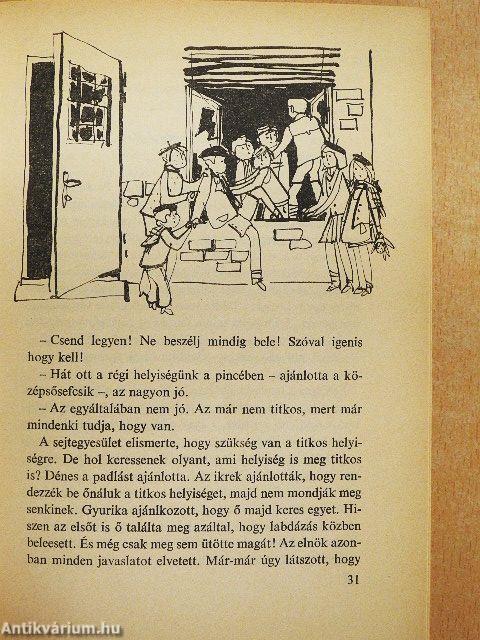 – Csend legyen! Ne beszélj mindig bele! Szóval igenis
hogy kell!
– Hát ott a régi helyiségünk a pincében – ajánlotta a kö-
zépsősefcsik –, az nagyon jó.
– Az egyáltalában nem jó. Az már nem titkos, mert már
mindenki tudja, hogy van.
A sejtegyesület elismerte, hogy szükség van a titkos helyi-
ségre. De hol keressenek olyant, ami helyiség is meg titkos
is? Dénes a padlást ajánlotta. Az ikrek ajánlották, hogy ren-
dezzék be őnáluk a titkos helyiséget, majd nem mondják meg
senkinek. Gyurika ajánlkozott, hogy ő majd keres egyet. Hi-
szen az elsőt is ő találta meg azáltal, hogy labdázás közben
beleesett. És még csak meg sem ütötte magát! Az elnök azon-
ban minden javaslatot elvetett. Már-már úgy látszott, hogy
31
Antikvárium.hu